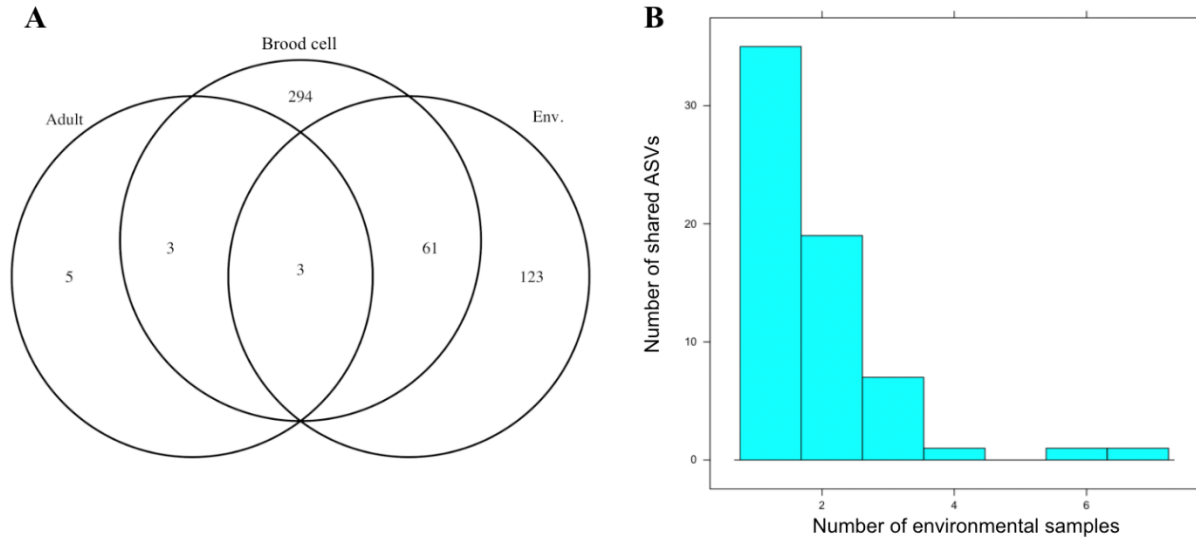 A
Brood cell
294
Adult
Env.
3
61
5
3
123
B
Number of shared ASVs
30
20
10
0
2
4
6
Number of environmental samples